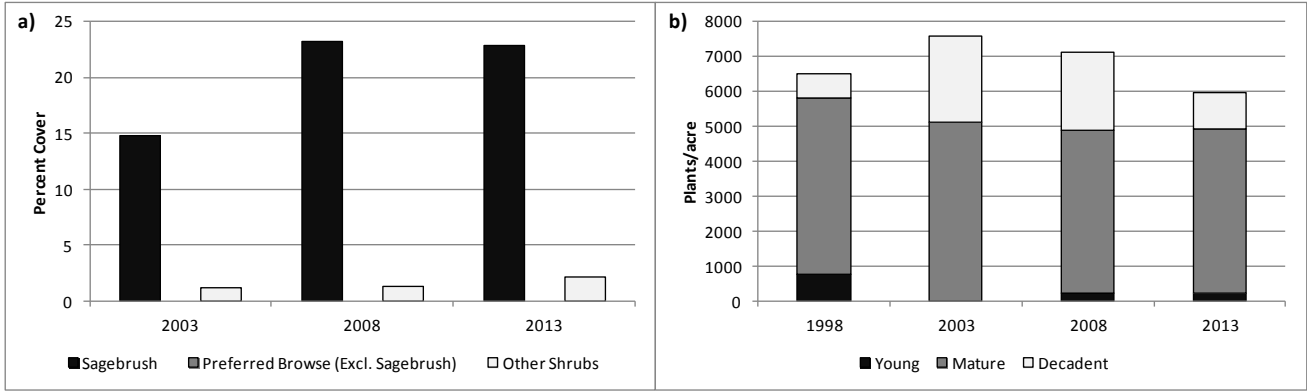 a)
25
20
15
10
5
0
Percent Cover
2003 2008 2013
Sagebrush Preferred Browse (Excl. Sagebrush) Other Shrubs
b)
8000
7000
6000
5000
4000
3000
2000
1000
0
Plants/acre
1998 2003 2008 2013
Young Mature Decadent